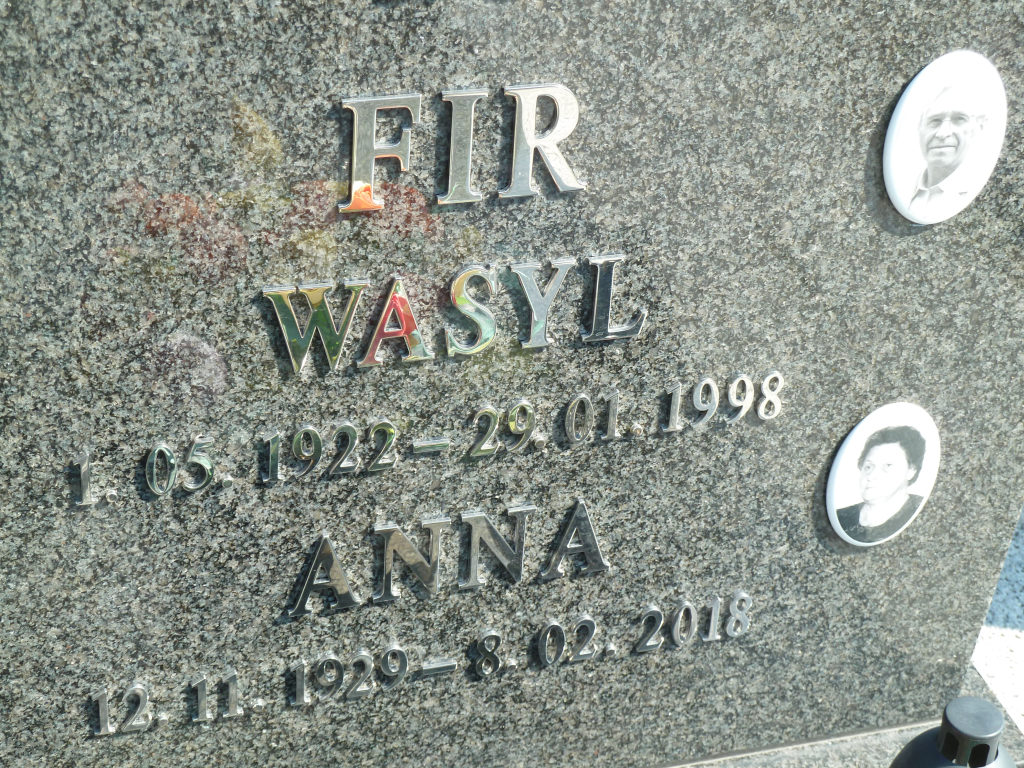 FIR
WASYL
1. 05. 1922 – 29. 01. 1998
ANNA
12. 11. 1929 – 8. 02. 2018